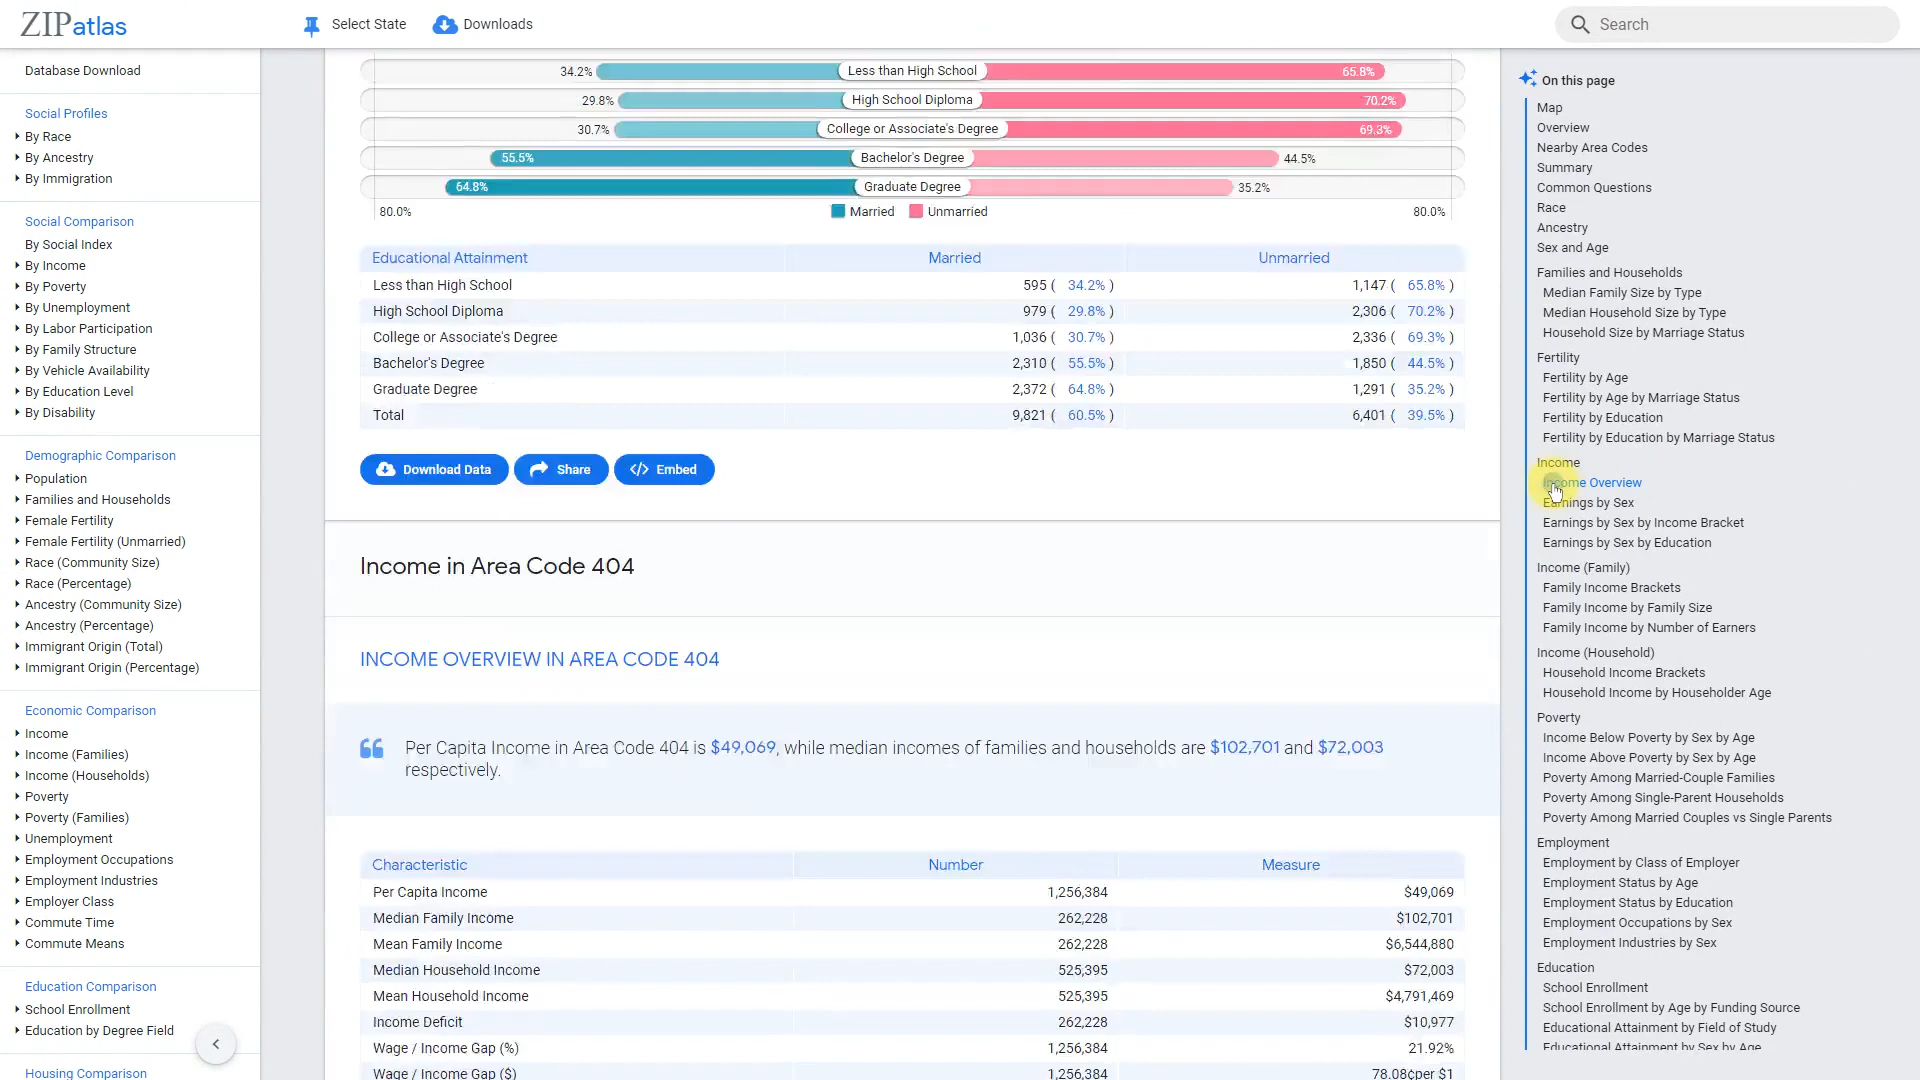 ZIPatlas
Select State
Downloads
Search
Database Download
Social Profiles
By Race
By Ancestry
By Immigration
Social Comparison
By Social Index
By Income
By Poverty
By Unemployment
By Labor Participation
By Family Structure
By Vehicle Availability
By Education Level
By Disability
Demographic Comparison
Population
Families and Households
Female Fertility
Female Fertility (Unmarried)
Race (Community Size)
Race (Percentage)
Ancestry (Community Size)
Ancestry (Percentage)
Immigrant Origin (Total)
Immigrant Origin (Percentage)
Economic Comparison
Income
Income (Families)
Income (Households)
Poverty
Poverty (Families)
Unemployment
Employment Occupations
Employment Industries
Employer Class
Commute Time
Commute Means
Education Comparison
School Enrollment
Education by Degree Field
Housing Comparison
34.2% Less than High School 65.8%
29.8% High School Diploma 70.2%
30.7% College or Associate's Degree 69.3%
55.5% Bachelor's Degree 44.5%
64.8% Graduate Degree 35.2%
80.0% Married Unmarried 80.0%
Educational Attainment Married Unmarried
Less than High School 595 ( 34.2% ) 1,147 ( 65.8% )
High School Diploma 979 ( 29.8% ) 2,306 ( 70.2% )
College or Associate's Degree 1,036 ( 30.7% ) 2,336 ( 69.3% )
Bachelor's Degree 2,310 ( 55.5% ) 1,850 ( 44.5% )
Graduate Degree 2,372 ( 64.8% ) 1,291 ( 35.2% )
Total 9,821 ( 60.5% ) 6,401 ( 39.5% )
Download Data Share </> Embed
Income in Area Code 404
INCOME OVERVIEW IN AREA CODE 404
Per Capita Income in Area Code 404 is $49,069, while median incomes of families and households are $102,701 and $72,003
respectively.
Characteristic Number Measure
Per Capita Income 1,256,384 $49,069
Median Family Income 262,228 $102,701
Mean Family Income 262,228 $6,544,880
Median Household Income 525,395 $72,003
Mean Household Income 525,395 $4,791,469
Income Deficit 262,228 $10,977
Wage / Income Gap (%) 1,256,384 21.92%
Wage / Income Gap ($) 1,256,384 78.08¢per $1
On this page
Map
Overview
Nearby Area Codes
Summary
Common Questions
Race
Ancestry
Sex and Age
Families and Households
Median Family Size by Type
Median Household Size by Type
Household Size by Marriage Status
Fertility
Fertility by Age
Fertility by Age by Marriage Status
Fertility by Education
Fertility by Education by Marriage Status
Income
Income Overview
Earnings by Sex
Earnings by Sex by Income Bracket
Earnings by Sex by Education
Income (Family)
Family Income Brackets
Family Income by Family Size
Family Income by Number of Earners
Income (Household)
Household Income Brackets
Household Income by Householder Age
Poverty
Income Below Poverty by Sex by Age
Income Above Poverty by Sex by Age
Poverty Among Married-Couple Families
Poverty Among Single-Parent Households
Poverty Among Married Couples vs Single Parents
Employment
Employment by Class of Employer
Employment Status by Age
Employment Status by Education
Employment Occupations by Sex
Employment Industries by Sex
Education
School Enrollment
School Enrollment by Age by Funding Source
Educational Attainment by Field of Study
Educational Attainment by Sex by Age